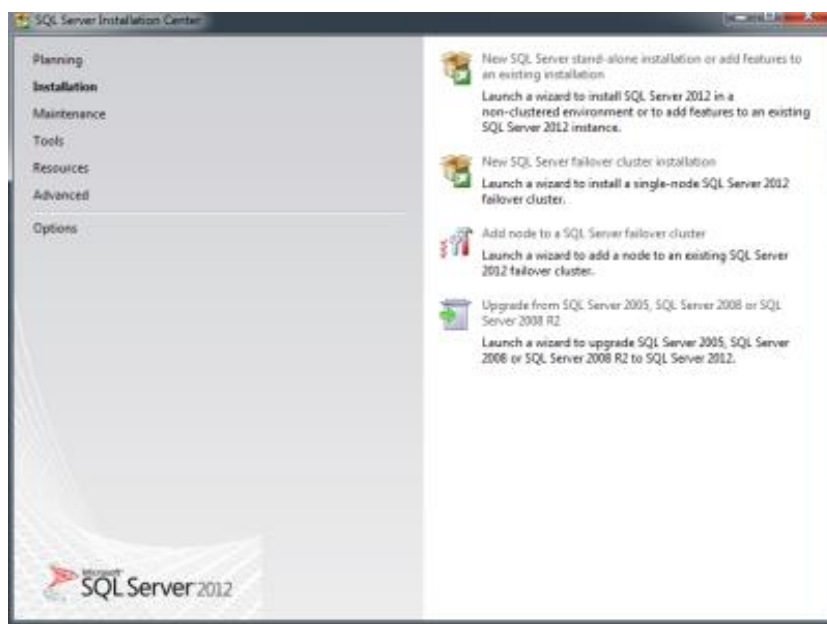 SQL Server Installation Center
Planning
Installation
Maintenance
Tools
Resources
Advanced
Options
New SQL Server stand-alone installation or add features to
an existing installation
Launch a wizard to install SQL Server 2012 in a
non-clustered environment or to add features to an existing
SQL Server 2012 instance.
New SQL Server failover cluster installation
Launch a wizard to install a single-node SQL Server 2012
failover cluster.
Add node to a SQL Server failover cluster
Launch a wizard to add a node to an existing SQL Server
2012 failover cluster.
Upgrade from SQL Server 2005, SQL Server 2008 or SQL
Server 2008 R2
Launch a wizard to upgrade SQL Server 2005, SQL Server
2008 or SQL Server 2008 R2 to SQL Server 2012.
Microsoft
SQL Server 2012